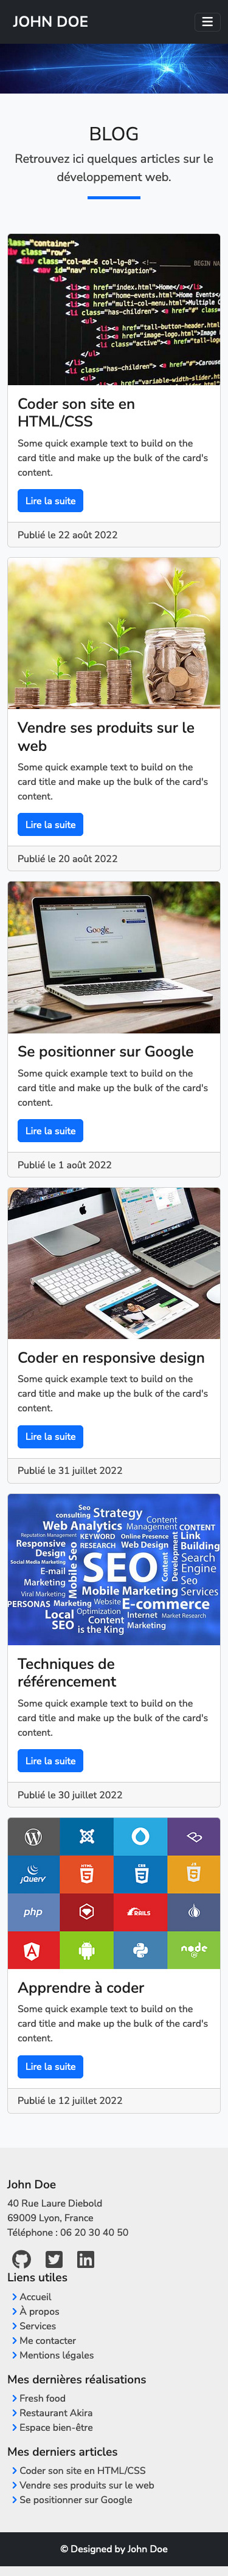 JOHN DOE
BLOG
Retrouvez ici quelques articles sur le
développement web.
Coder son site en
HTML/CSS
Some quick example text to build on the
card title and make up the bulk of the card's
content.
Lire la suite
Publié le 22 août 2022
Vendre ses produits sur le
web
Some quick example text to build on the
card title and make up the bulk of the card's
content.
Lire la suite
Publié le 20 août 2022
Google
Se positionner sur Google
Some quick example text to build on the
card title and make up the bulk of the card's
content.
Lire la suite
Publié le 1 août 2022
Coder en responsive design
Some quick example text to build on the
card title and make up the bulk of the card's
content.
Lire la suite
Publié le 31 juillet 2022
SEO
Techniques de
référencement
Some quick example text to build on the
card title and make up the bulk of the card's
content.
Lire la suite
Publié le 30 juillet 2022
jQuery
php
RAILS
node
Apprendre à coder
Some quick example text to build on the
card title and make up the bulk of the card's
content.
Lire la suite
Publié le 12 juillet 2022
John Doe
40 Rue Laure Diebold
69009 Lyon, France
Téléphone : 06 20 30 40 50
Liens utiles
Accueil
À propos
Services
Me contacter
Mentions légales
Mes dernières réalisations
Fresh food
Restaurant Akira
Espace bien-être
Mes derniers articles
Coder son site en HTML/CSS
Vendre ses produits sur le web
Se positionner sur Google
© Designed by John Doe